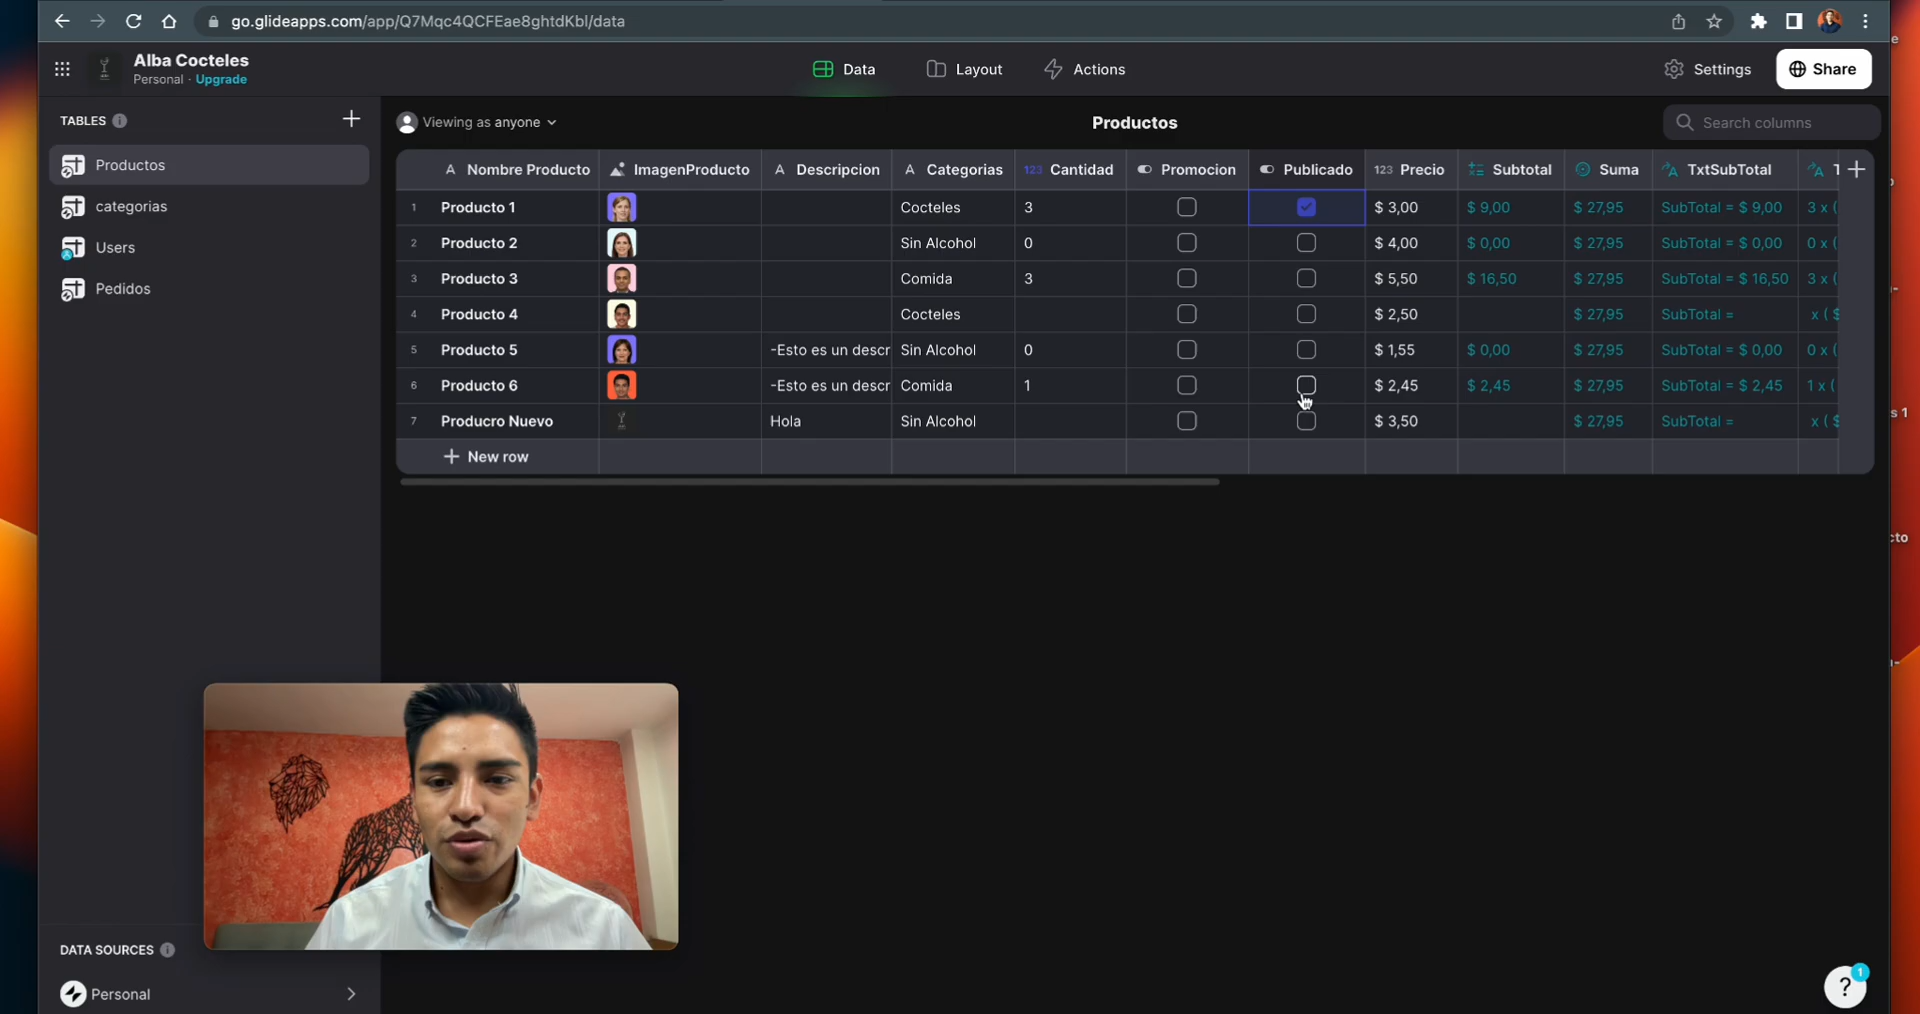 go.glideapps.com/app/Q7Mqc4QCFEae8ghtdKbl/data
Alba Cocteles
Personal · Upgrade
Data
Layout
Actions
Settings
Share
TABLES
Productos
categorias
Users
Pedidos
Viewing as anyone
Productos
Search columns
A Nombre Producto ImagenProducto A Descripcion A Categorias 123 Cantidad Promocion Publicado 123 Precio Subtotal Suma A TxtSubTotal A T
1 Producto 1 Cocteles 3 $ 3,00 $ 9,00 $ 27,95 SubTotal = $ 9,00 3 x (
2 Producto 2 Sin Alcohol 0 $ 4,00 $ 0,00 $ 27,95 SubTotal = $ 0,00 0 x (
3 Producto 3 Comida 3 $ 5,50 $ 16,50 $ 27,95 SubTotal = $ 16,50 3 x (
4 Producto 4 Cocteles $ 2,50 $ 27,95 SubTotal = x ( $
5 Producto 5 -Esto es un descr Sin Alcohol 0 $ 1,55 $ 0,00 $ 27,95 SubTotal = $ 0,00 0 x (
6 Producto 6 -Esto es un descr Comida 1 $ 2,45 $ 2,45 $ 27,95 SubTotal = $ 2,45 1 x (
7 Producro Nuevo Hola Sin Alcohol $ 3,50 $ 27,95 SubTotal = x ( $
New row
DATA SOURCES
Personal
? 1